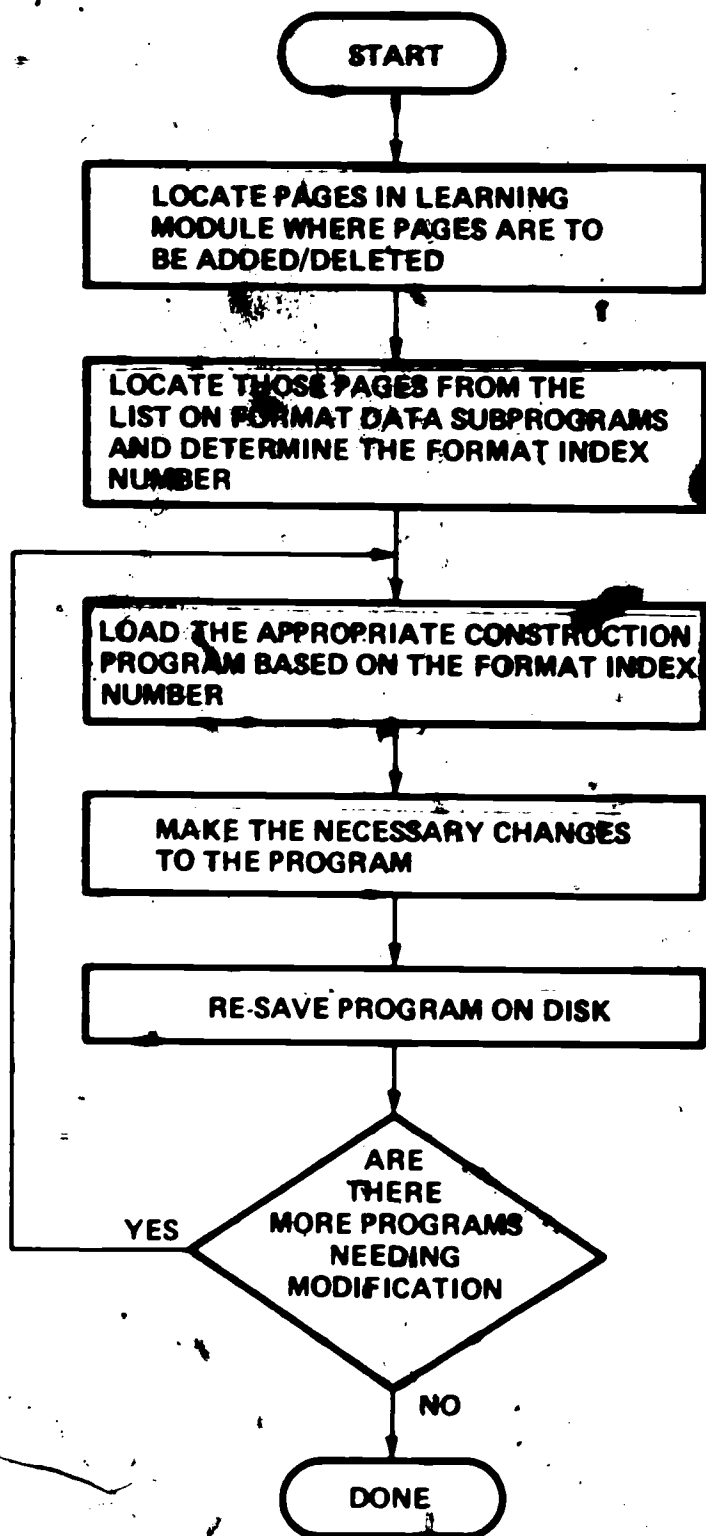 START
LOCATE PAGES IN LEARNING
MODULE WHERE PAGES ARE TO
BE ADDED/DELETED
LOCATE THOSE PAGES FROM THE
LIST ON FORMAT DATA SUBPROGRAMS
AND DETERMINE THE FORMAT INDEX
NUMBER
LOAD THE APPROPRIATE CONSTRUCTION
PROGRAM BASED ON THE FORMAT INDEX
NUMBER
MAKE THE NECESSARY CHANGES
TO THE PROGRAM
RE-SAVE PROGRAM ON DISK
ARE
THERE
MORE PROGRAMS
NEEDING
MODIFICATION
YES
NO
DONE